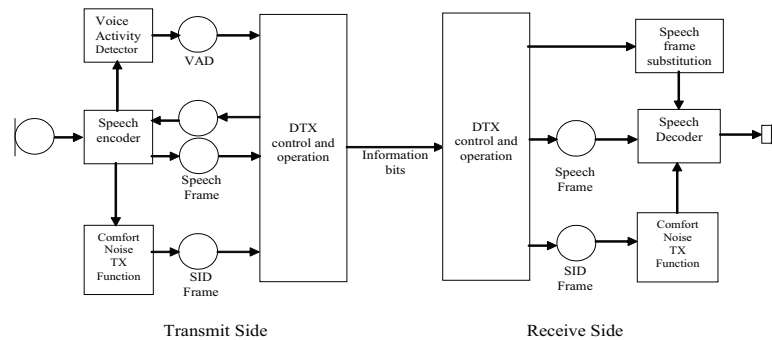 Voice
Activity
Detector
VAD
Speech
encoder
Speech
Frame
Comfort
Noise
TX
Function
SID
Frame
DTX
control and
operation
Information
bits
DTX
control and
operation
Speech
frame
substitution
Speech
Decoder
Speech
Frame
SID
Frame
Comfort
Noise
TX
Function
Transmit Side
Receive Side